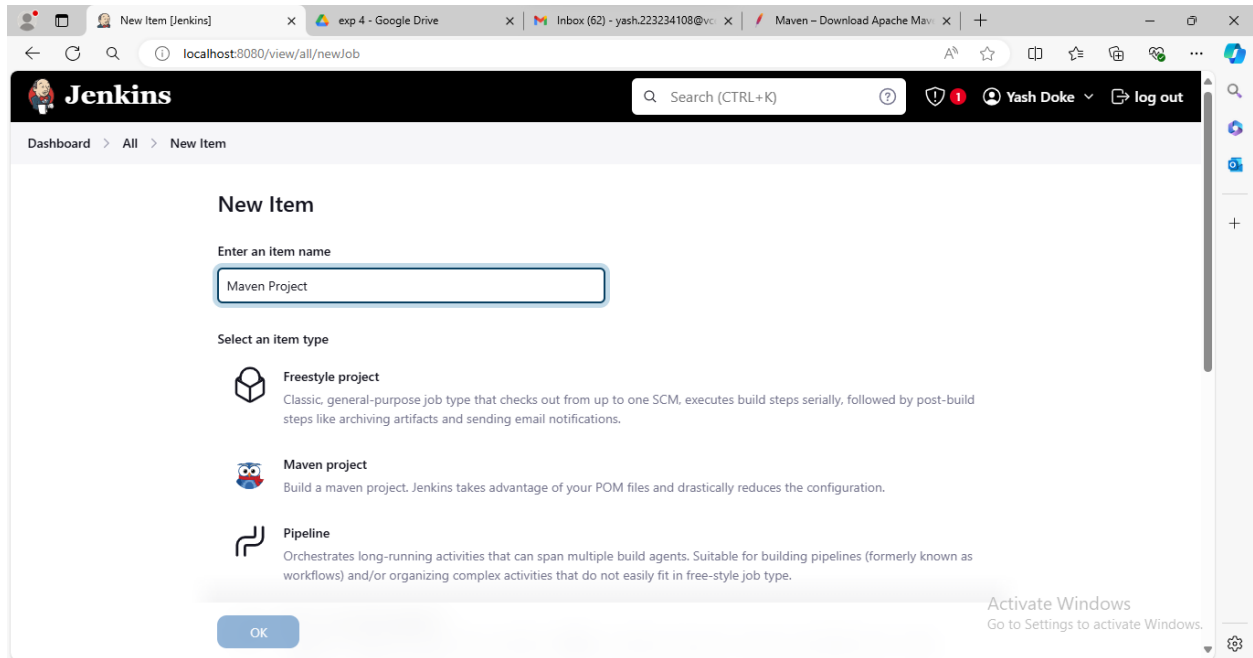 New Item [Jenkins]
exp 4 - Google Drive
Inbox (62) - yash.223234108@vc
Maven – Download Apache Mav
localhost:8080/view/all/newJob
Jenkins
Search (CTRL+K)
1
Yash Doke
log out
Dashboard > All > New Item
New Item
Enter an item name
Maven Project
Select an item type
Freestyle project
Classic, general-purpose job type that checks out from up to one SCM, executes build steps serially, followed by post-build
steps like archiving artifacts and sending email notifications.
Maven project
Build a maven project. Jenkins takes advantage of your POM files and drastically reduces the configuration.
Pipeline
Orchestrates long-running activities that can span multiple build agents. Suitable for building pipelines (formerly known as
workflows) and/or organizing complex activities that do not easily fit in free-style job type.
OK
Activate Windows
Go to Settings to activate Windows.